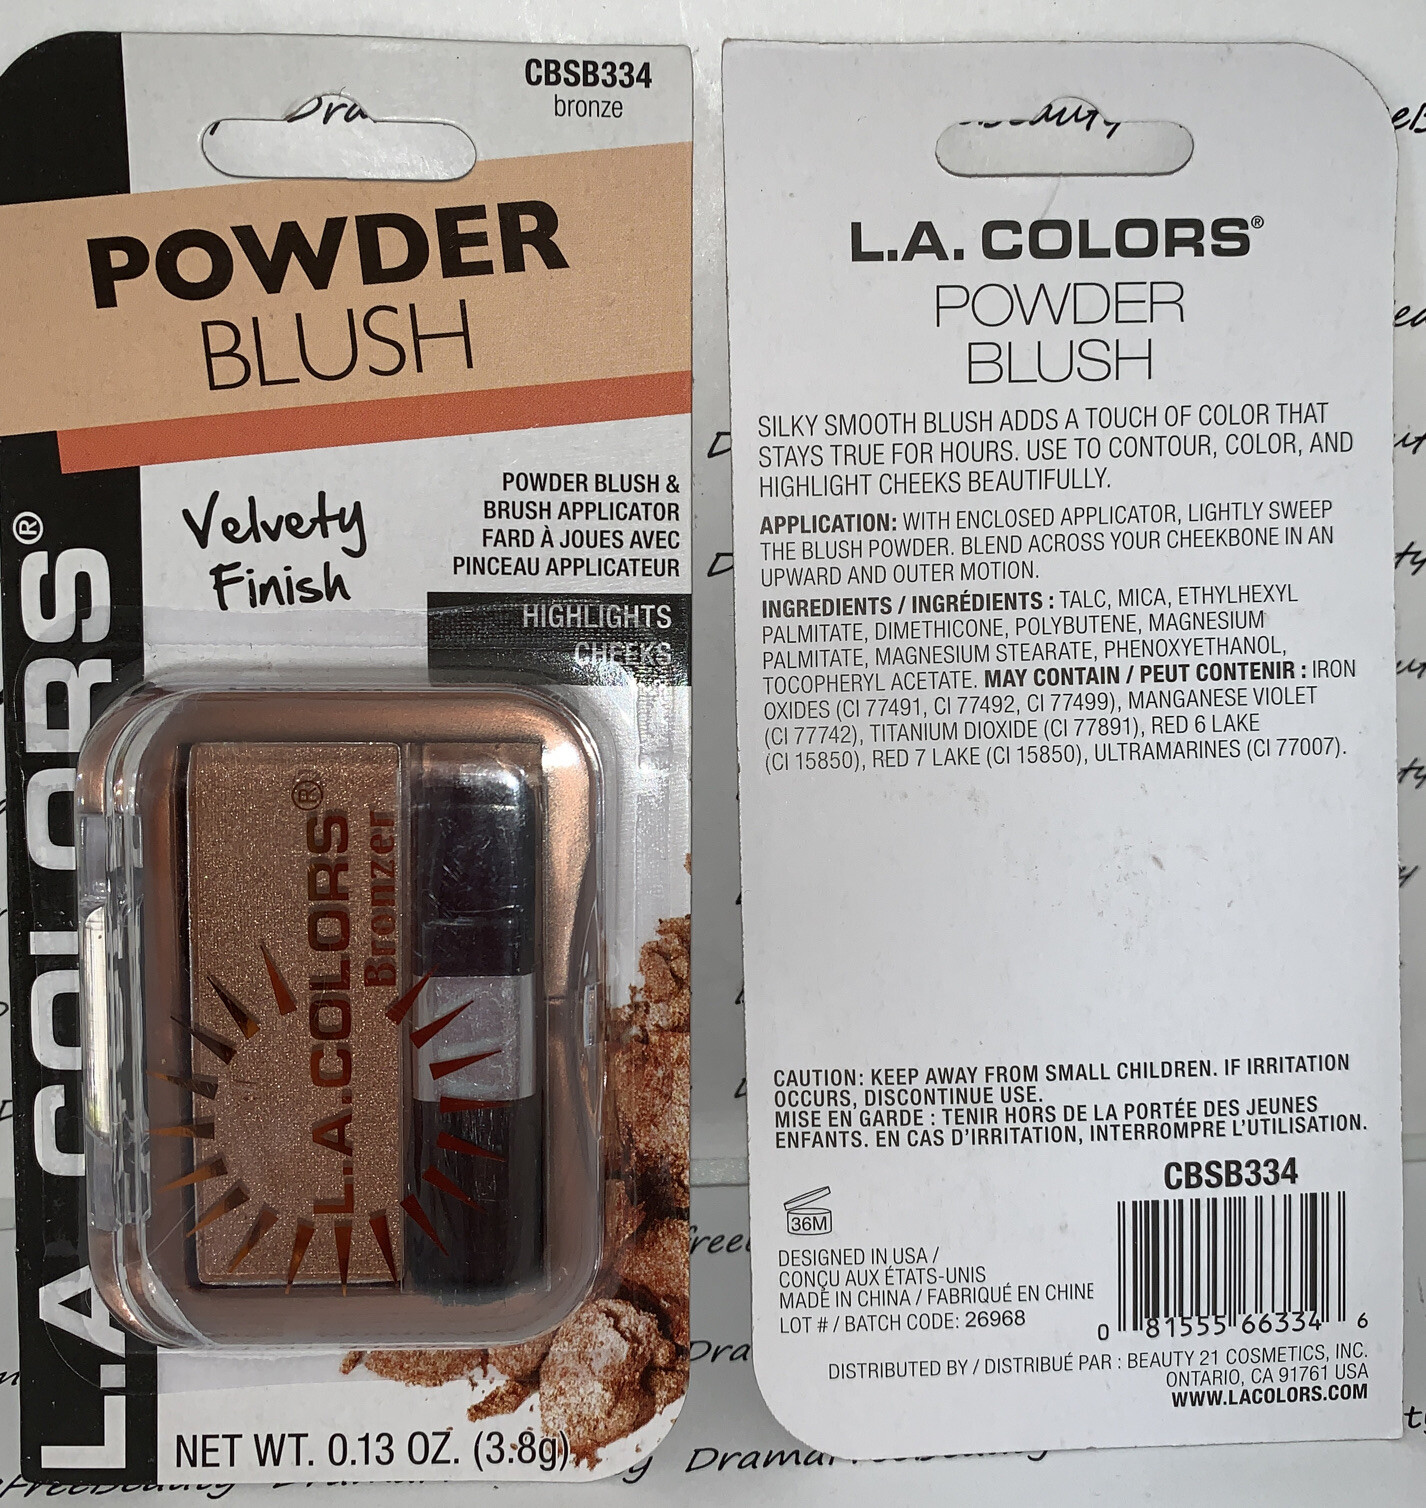 CBSB334
bronze
POWDER
BLUSH
Velvety
Finish
POWDER BLUSH &
BRUSH APPLICATOR
FARD À JOUES AVEC
PINCEAU APPLICATEUR
HIGHLIGHTS
CHEEKS
L.A. COLORS®
L.A.COLORS®
Bronzer
NET WT. 0.13 OZ. (3.8g)
L.A. COLORS®
POWDER
BLUSH
SILKY SMOOTH BLUSH ADDS A TOUCH OF COLOR THAT
STAYS TRUE FOR HOURS. USE TO CONTOUR, COLOR, AND
HIGHLIGHT CHEEKS BEAUTIFULLY.
APPLICATION: WITH ENCLOSED APPLICATOR, LIGHTLY SWEEP
THE BLUSH POWDER. BLEND ACROSS YOUR CHEEKBONE IN AN
UPWARD AND OUTER MOTION.
INGREDIENTS / INGRÉDIENTS : TALC, MICA, ETHYLHEXYL
PALMITATE, DIMETHICONE, POLYBUTENE, MAGNESIUM
PALMITATE, MAGNESIUM STEARATE, PHENOXYETHANOL,
TOCOPHERYL ACETATE. MAY CONTAIN / PEUT CONTENIR : IRON
OXIDES (CI 77491, CI 77492, CI 77499), MANGANESE VIOLET
(CI 77742), TITANIUM DIOXIDE (CI 77891), RED 6 LAKE
(CI 15850), RED 7 LAKE (CI 15850), ULTRAMARINES (CI 77007).
CAUTION: KEEP AWAY FROM SMALL CHILDREN. IF IRRITATION
OCCURS, DISCONTINUE USE.
MISE EN GARDE : TENIR HORS DE LA PORTÉE DES JEUNES
ENFANTS. EN CAS D'IRRITATION, INTERROMPRE L'UTILISATION.
CBSB334
36M
DESIGNED IN USA /
CONÇU AUX ÉTATS-UNIS
MADE IN CHINA / FABRIQUÉ EN CHINE
LOT # / BATCH CODE: 26968
0 81555 66334 6
DISTRIBUTED BY / DISTRIBUÉ PAR : BEAUTY 21 COSMETICS, INC.
ONTARIO, CA 91761 USA
WWW.LACOLORS.COM